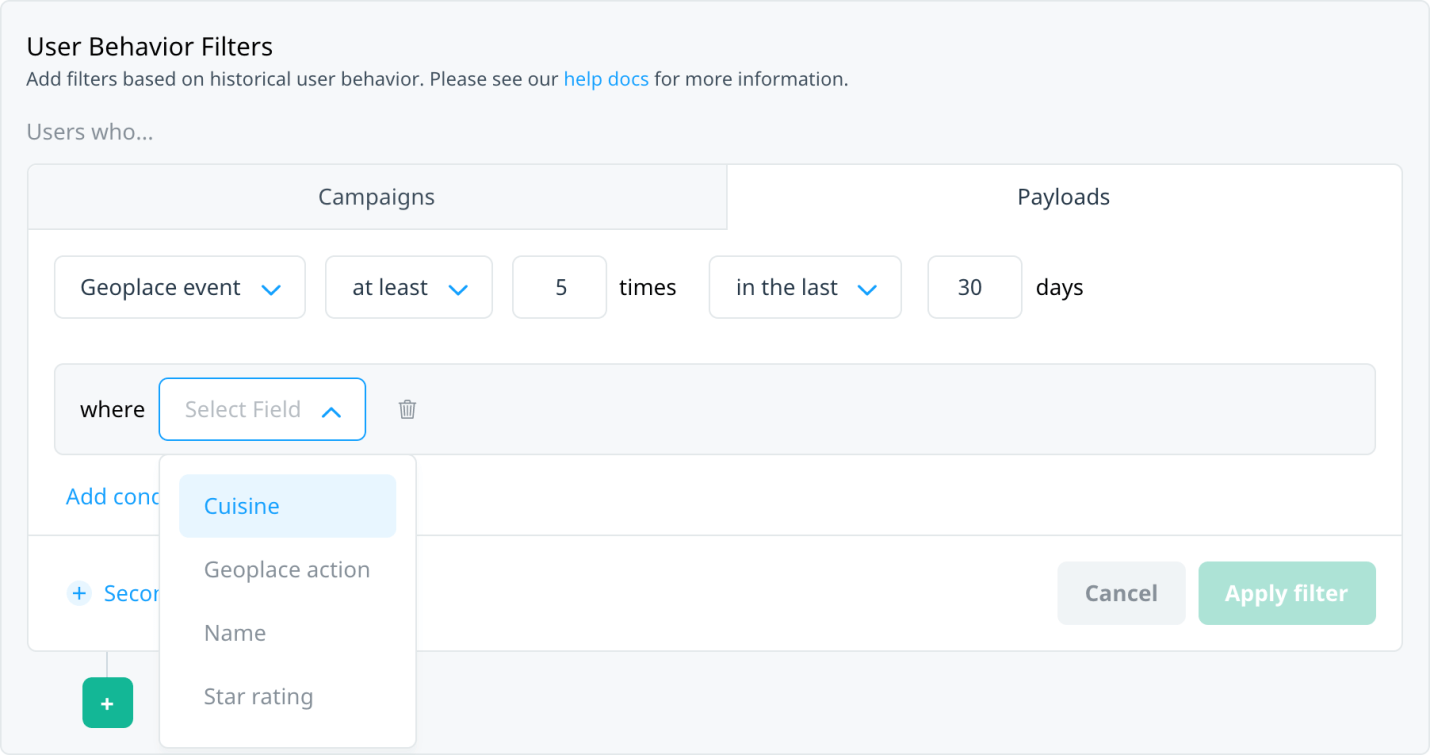 User Behavior Filters
Add filters based on historical user behavior. Please see our help docs for more information.
Users who...
Campaigns Payloads
Geoplace event at least 5 times in the last 30 days
where Select Field
Add cond
Cuisine
Geoplace action
+ Secor
Cancel Apply filter
Name
Star rating
+